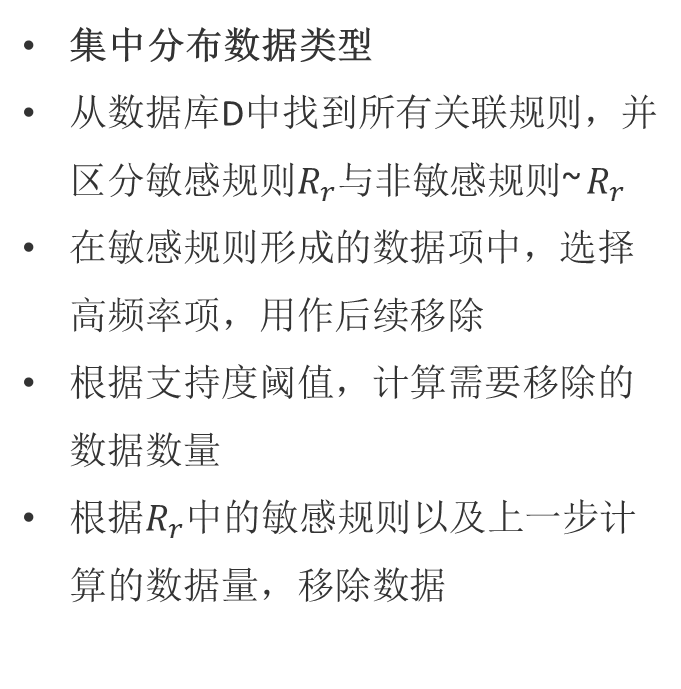 • 集中分布数据类型
• 从数据库D中找到所有关联规则，并
区分敏感规则𝑅𝑟与非敏感规则~ 𝑅𝑟
• 在敏感规则形成的数据项中，选择
高频率项，用作后续移除
• 根据支持度阈值，计算需要移除的
数据数量
• 根据𝑅𝑟中的敏感规则以及上一步计
算的数据量，移除数据